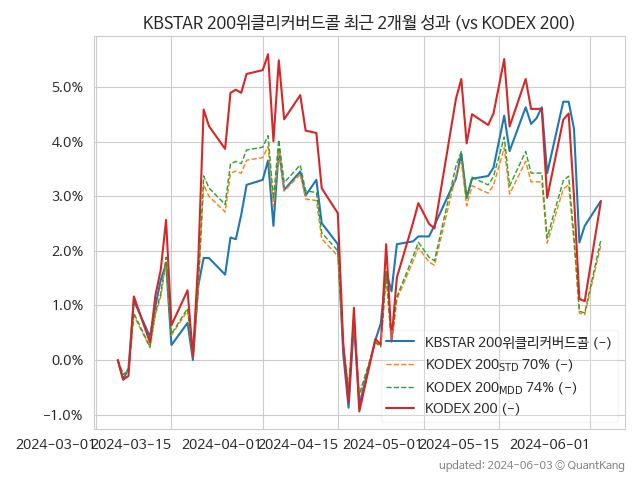 KBSTAR 200위클리커버드콜 최근 2개월 성과 (vs KODEX 200)
5.0%
4.0%
3.0%
2.0%
1.0%
0.0%
−1.0%
KBSTAR 200위클리커버드콜 (−)
KODEX 200STD 70% (−)
KODEX 200MDD 74% (−)
KODEX 200 (−)
2024-03-01 2024-03-15 2024-04-01 2024-04-15 2024-05-01 2024-05-15 2024-06-01
updated: 2024-06-03 © QuantKang